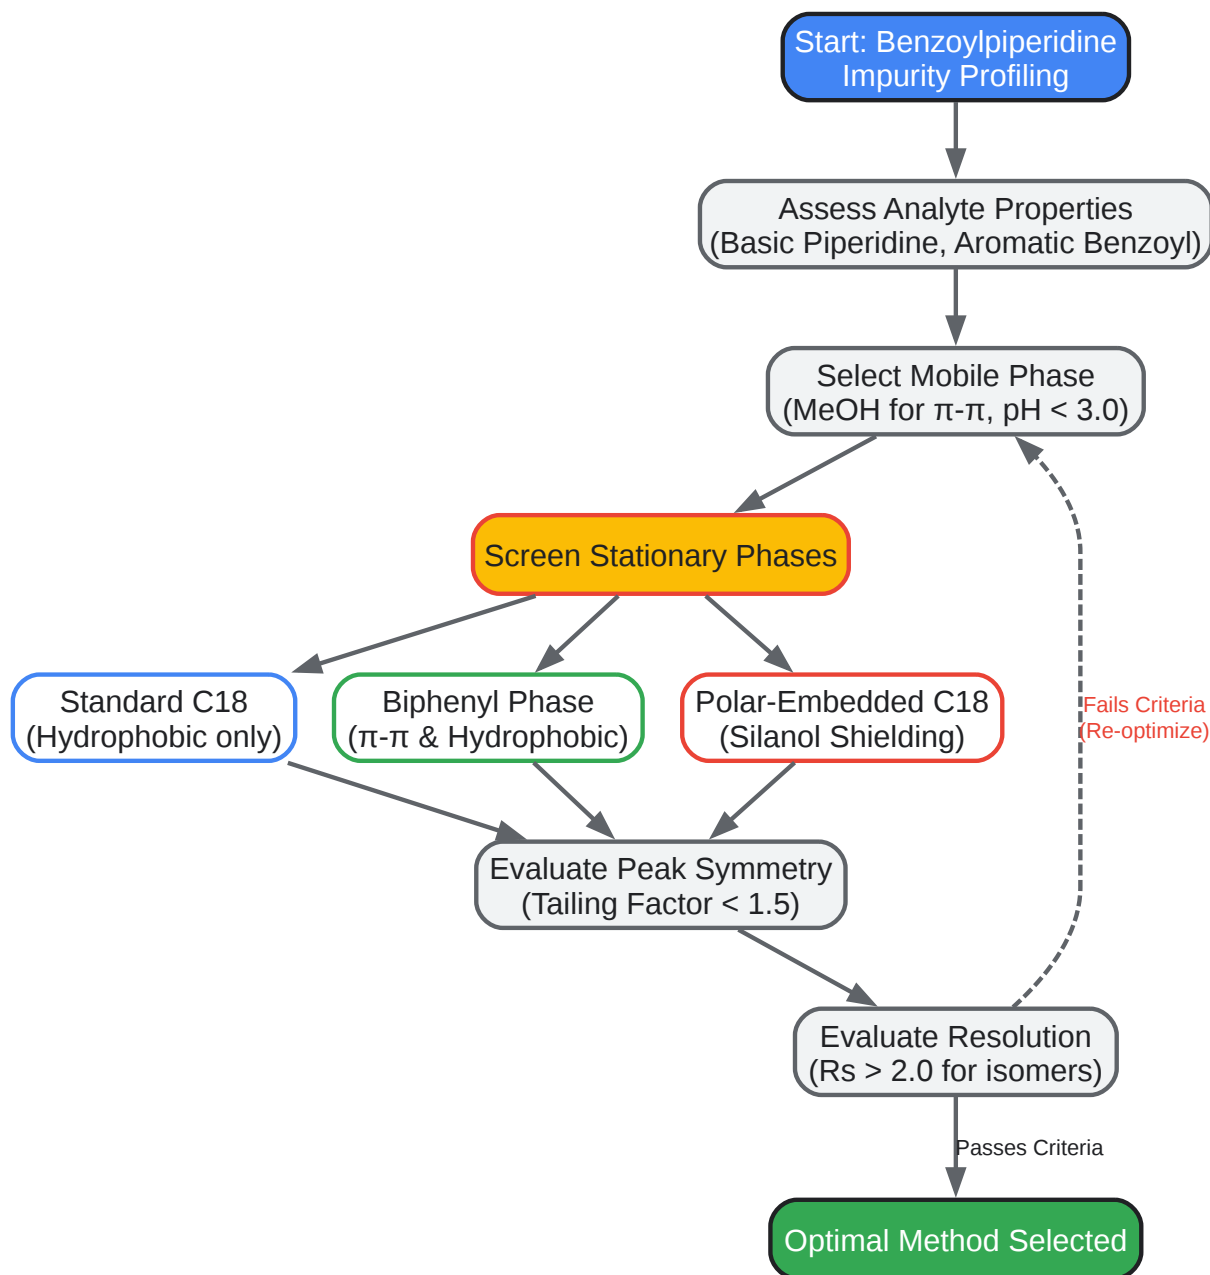 Start: Benzoylpiperidine
Impurity Profiling
Assess Analyte Properties
(Basic Piperidine, Aromatic Benzoyl)
Select Mobile Phase
(MeOH for π-π, pH < 3.0)
Screen Stationary Phases
Standard C18
(Hydrophobic only)
Biphenyl Phase
(π-π & Hydrophobic)
Polar-Embedded C18
(Silanol Shielding)
Fails Criteria
(Re-optimize)
Evaluate Peak Symmetry
(Tailing Factor < 1.5)
Evaluate Resolution
(Rs > 2.0 for isomers)
Passes Criteria
Optimal Method Selected